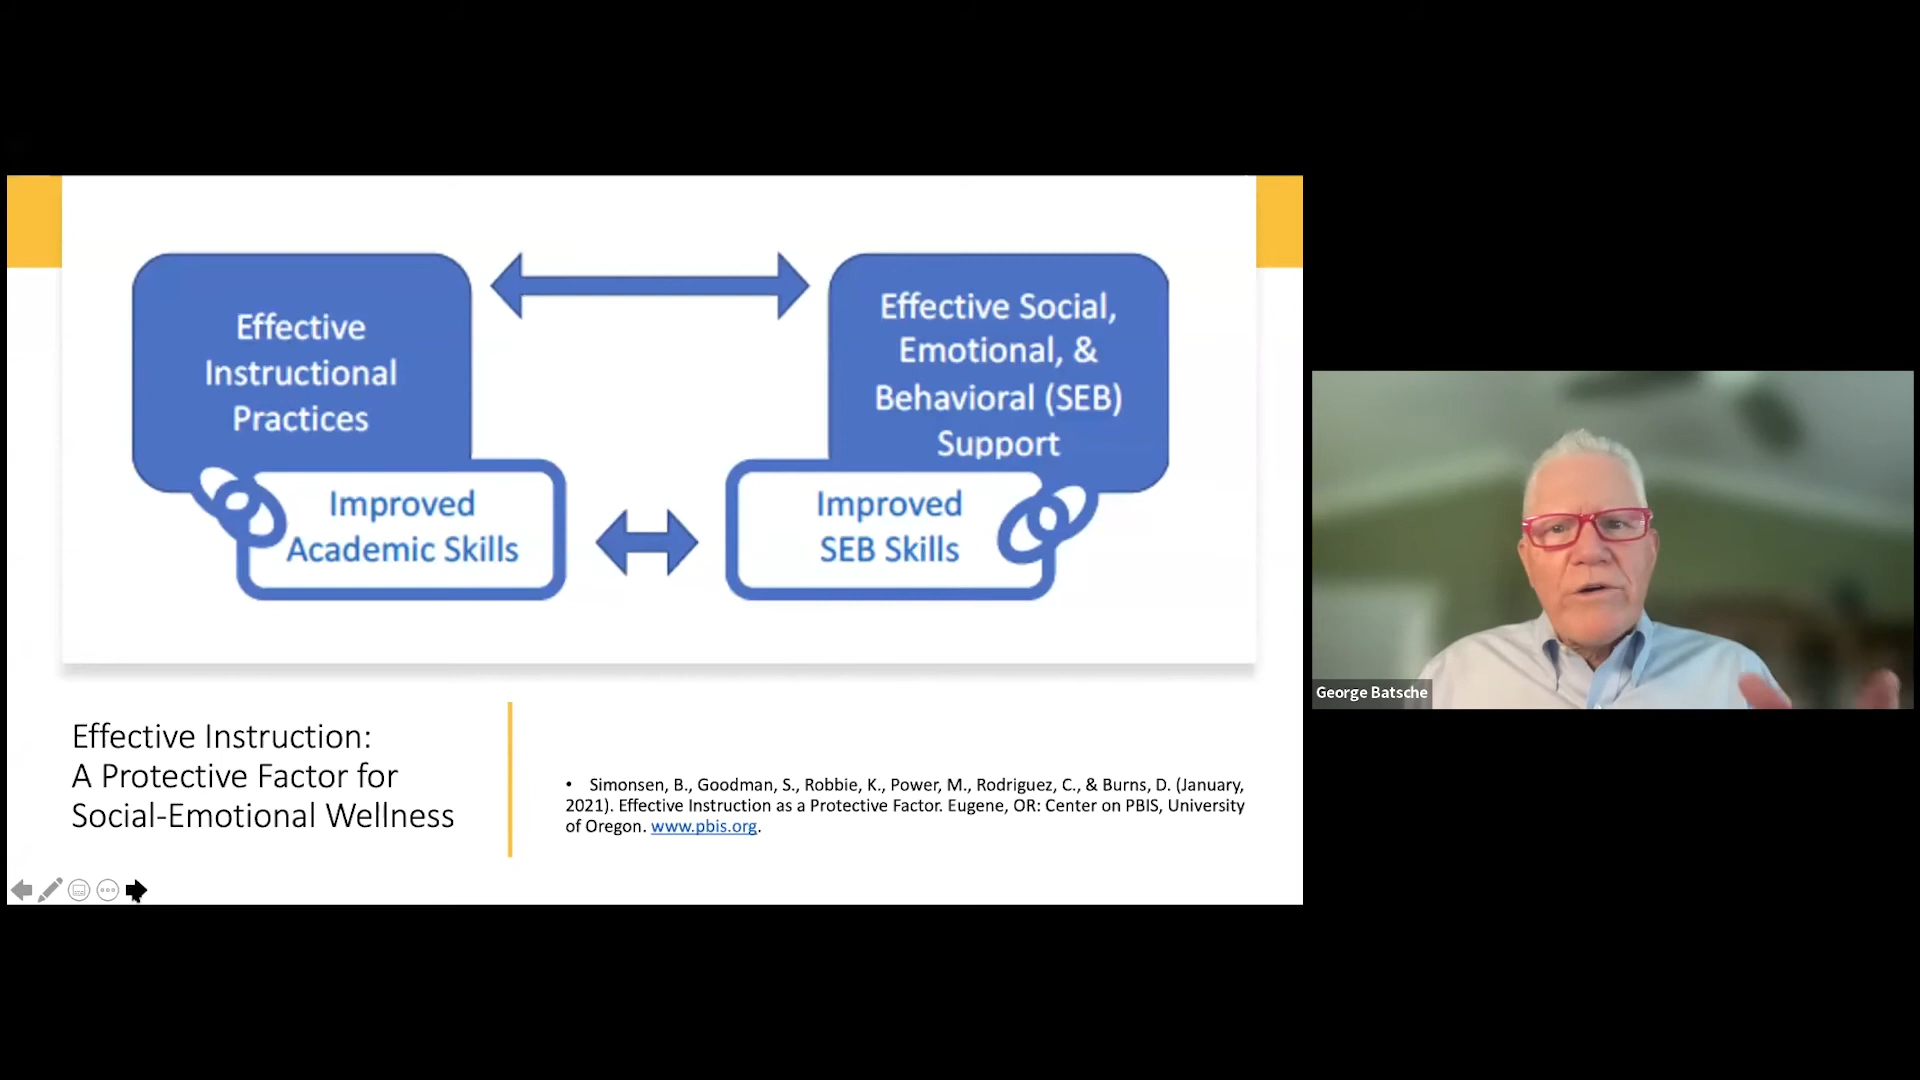 Effective
Instructional
Practices
Effective Social,
Emotional, &
Behavioral (SEB)
Support
Improved
Academic Skills
Improved
SEB Skills
Effective Instruction:
A Protective Factor for
Social-Emotional Wellness
• Simonsen, B., Goodman, S., Robbie, K., Power, M., Rodriguez, C., & Burns, D. (January,
2021). Effective Instruction as a Protective Factor. Eugene, OR: Center on PBIS, University
of Oregon. www.pbis.org.
George Batsche